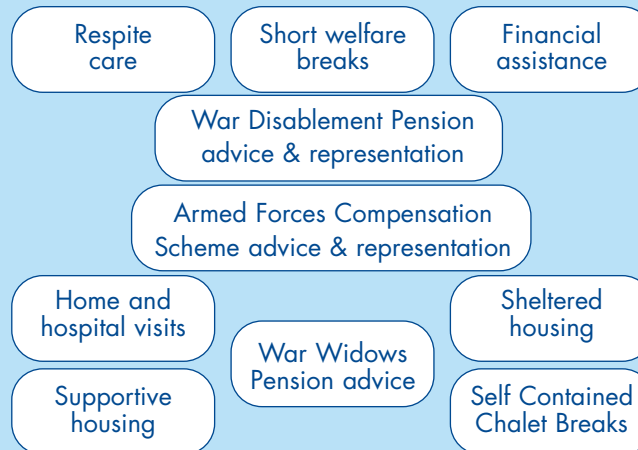 Respite
care
Short welfare
breaks
Financial
assistance
War Disablement Pension
advice & representation
Armed Forces Compensation
Scheme advice & representation
Home and
hospital visits
Sheltered
housing
War Widows
Pension advice
Supportive
housing
Self Contained
Chalet Breaks